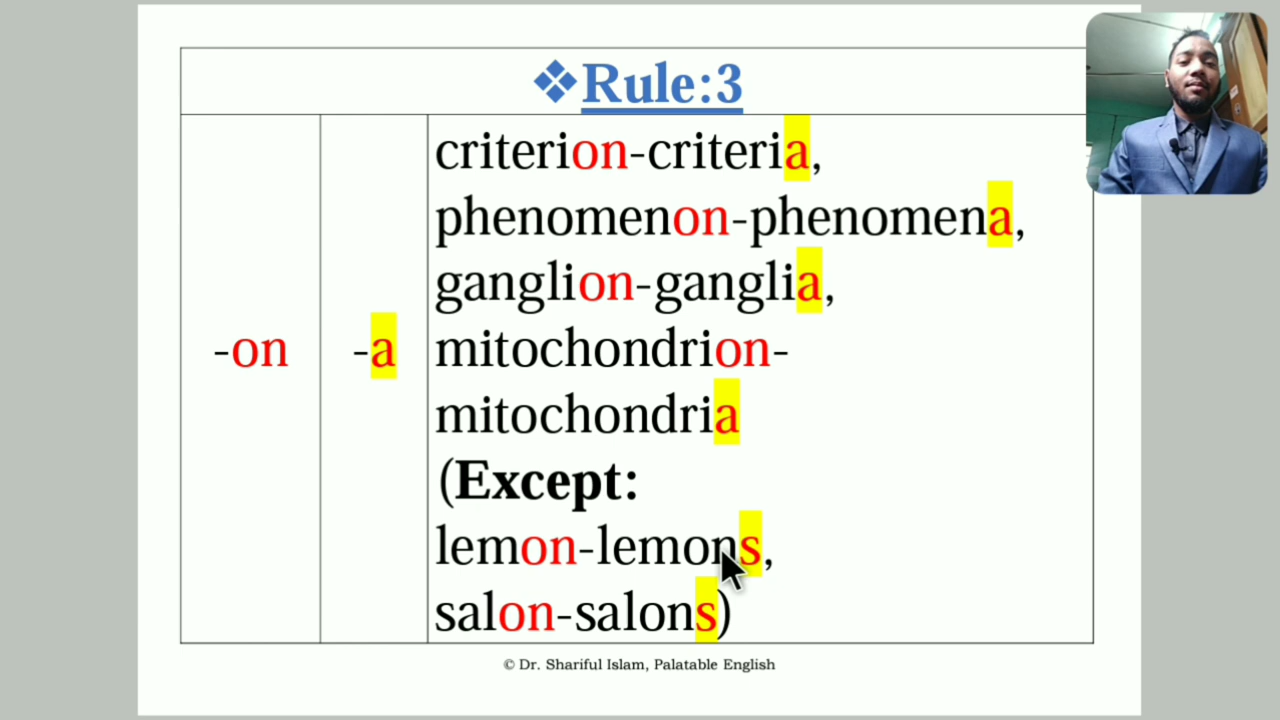 ❖Rule:3
-on
-a
criterion-criteria,
phenomenon-phenomena,
ganglion-ganglia,
mitochondrion-
mitochondria
(Except:
lemon-lemons,
salon-salons)
© Dr. Shariful Islam, Palatable English